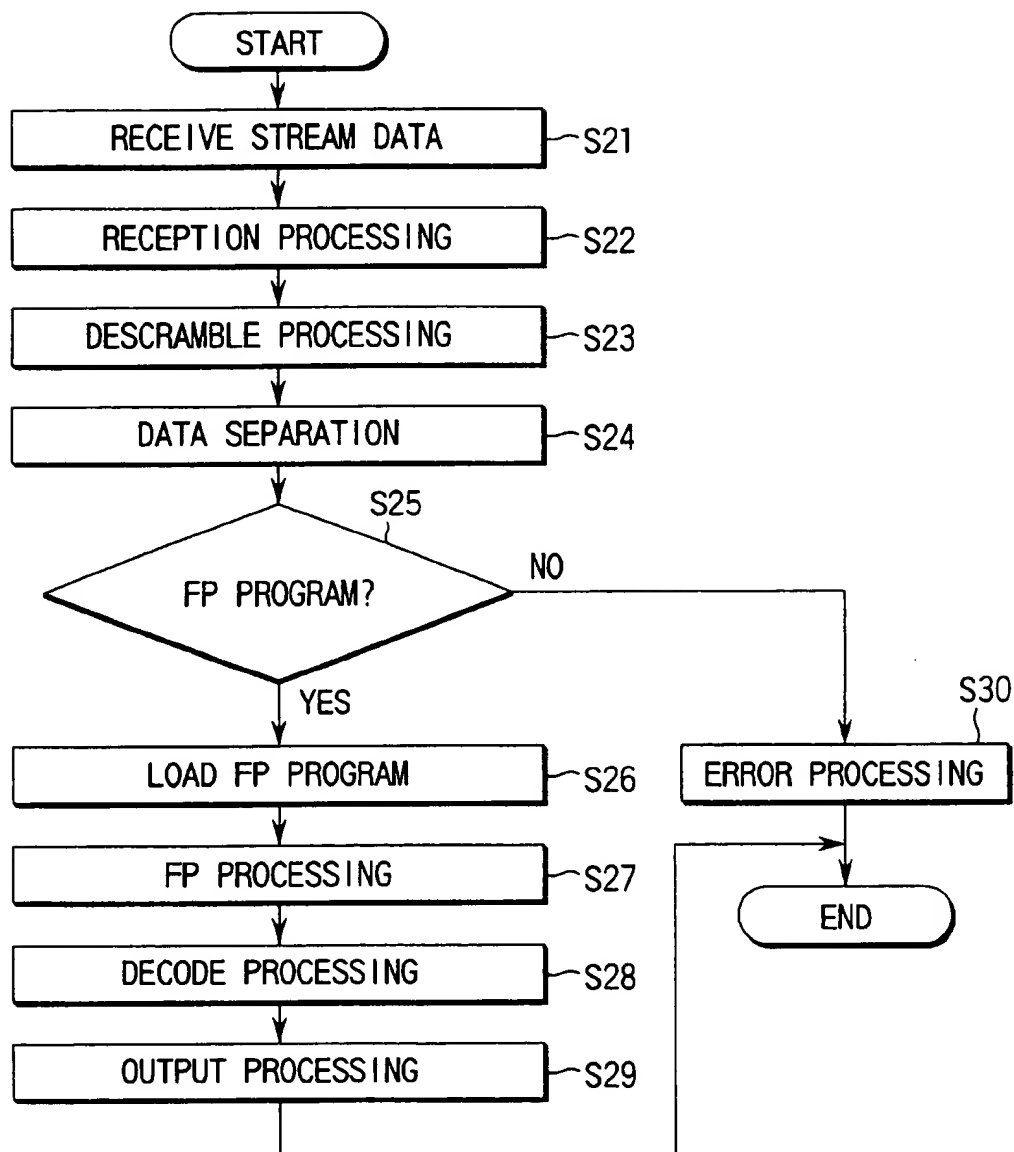 START
RECEIVE STREAM DATA
S21
RECEPTION PROCESSING
S22
DESCRAMBLE PROCESSING
S23
DATA SEPARATION
S24
S25
FP PROGRAM?
NO
YES
LOAD FP PROGRAM
S26
FP PROCESSING
S27
DECODE PROCESSING
S28
OUTPUT PROCESSING
S29
S30
ERROR PROCESSING
END